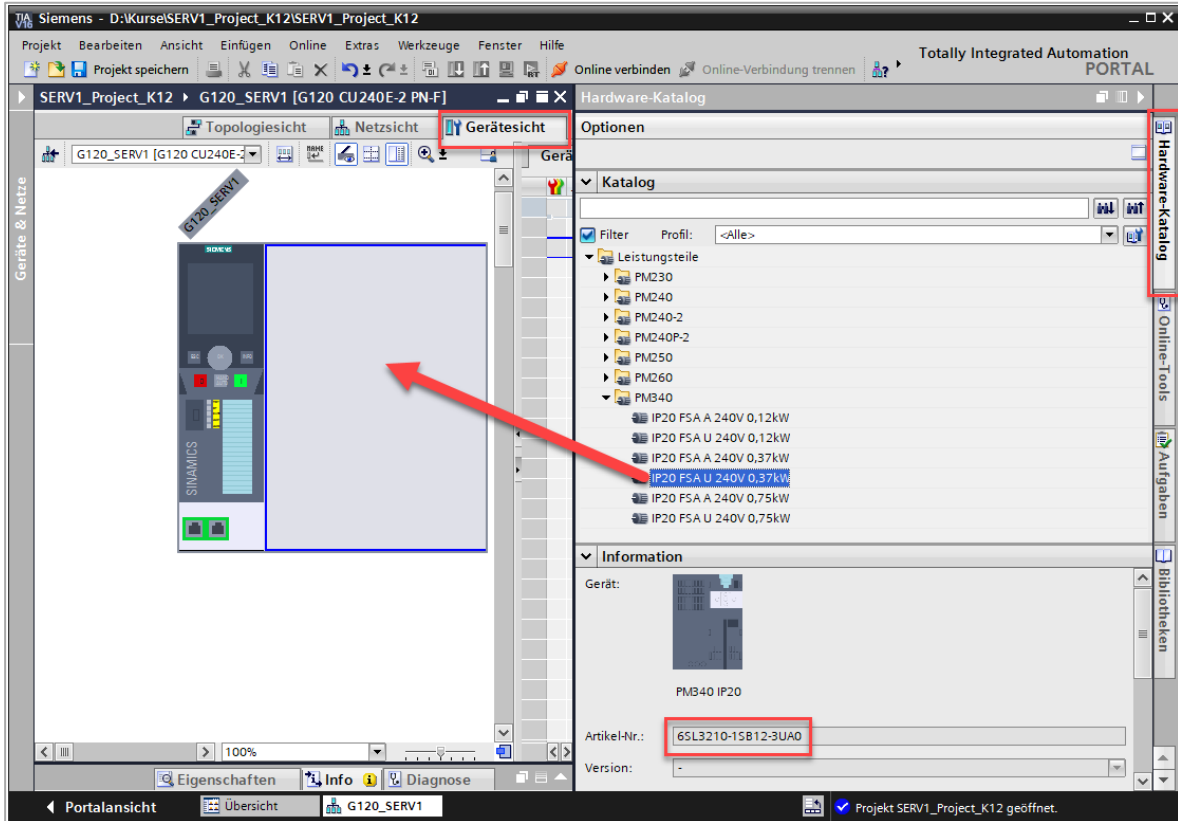 TIA V16 Siemens - D:\Kurse\SERV1_Project_K12\SERV1_Project_K12
Projekt Bearbeiten Ansicht Einfügen Online Extras Werkzeuge Fenster Hilfe
Totally Integrated Automation
PORTAL
Projekt speichern Online verbinden Online-Verbindung trennen
SERV1_Project_K12 G120_SERV1 [G120 CU240E-2 PN-F]
Topologiesicht Netzsicht Gerätesicht
G120_SERV1 [G120 CU240E-2
100%
Gerä
G120_SERV1
SIEMENS
SINAMICS
Geräte & Netze
Eigenschaften Info Diagnose
Hardware-Katalog
Optionen
Katalog
Filter Profil: <Alle>
Leistungsteile
PM230
PM240
PM240-2
PM240P-2
PM250
PM260
PM340
IP20 FSA A 240V 0,12kW
IP20 FSA U 240V 0,12kW
IP20 FSA A 240V 0,37kW
IP20 FSA U 240V 0,37kW
IP20 FSA A 240V 0,75kW
IP20 FSA U 240V 0,75kW
Information
Gerät:
PM340 IP20
Artikel-Nr.: 6SL3210-1SB12-3UA0
Version: -
Hardware-Katalog
Online-Tools
Aufgaben
Bibliotheken
Portalansicht Übersicht G120_SERV1
Projekt SERV1_Project_K12 geöffnet.